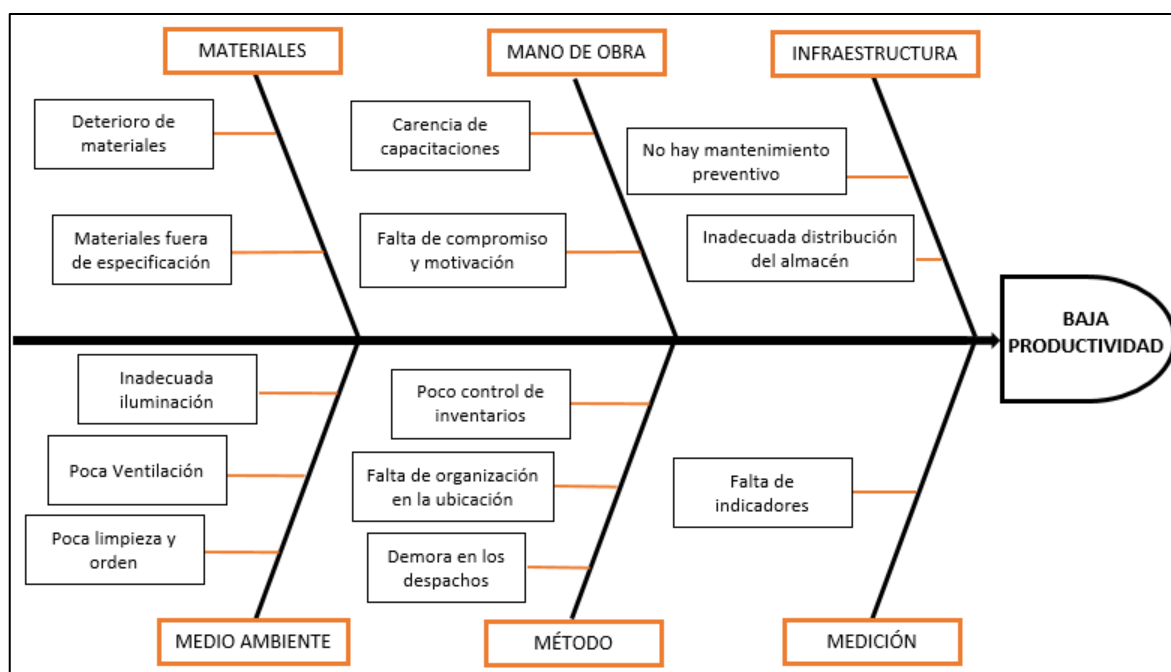 MATERIALES
MANO DE OBRA
INFRAESTRUCTURA
Deterioro de
materiales
Carencia de
capacitaciones
No hay mantenimiento
preventivo
Materiales fuera
de especificación
Falta de compromiso
y motivación
Inadecuada distribución
del almacén
BAJA
PRODUCTIVIDAD
Inadecuada
iluminación
Poco control de
inventarios
Poca Ventilación
Falta de organización
en la ubicación
Falta de
indicadores
Poca limpieza y
orden
Demora en los
despachos
MEDIO AMBIENTE
MÉTODO
MEDICIÓN